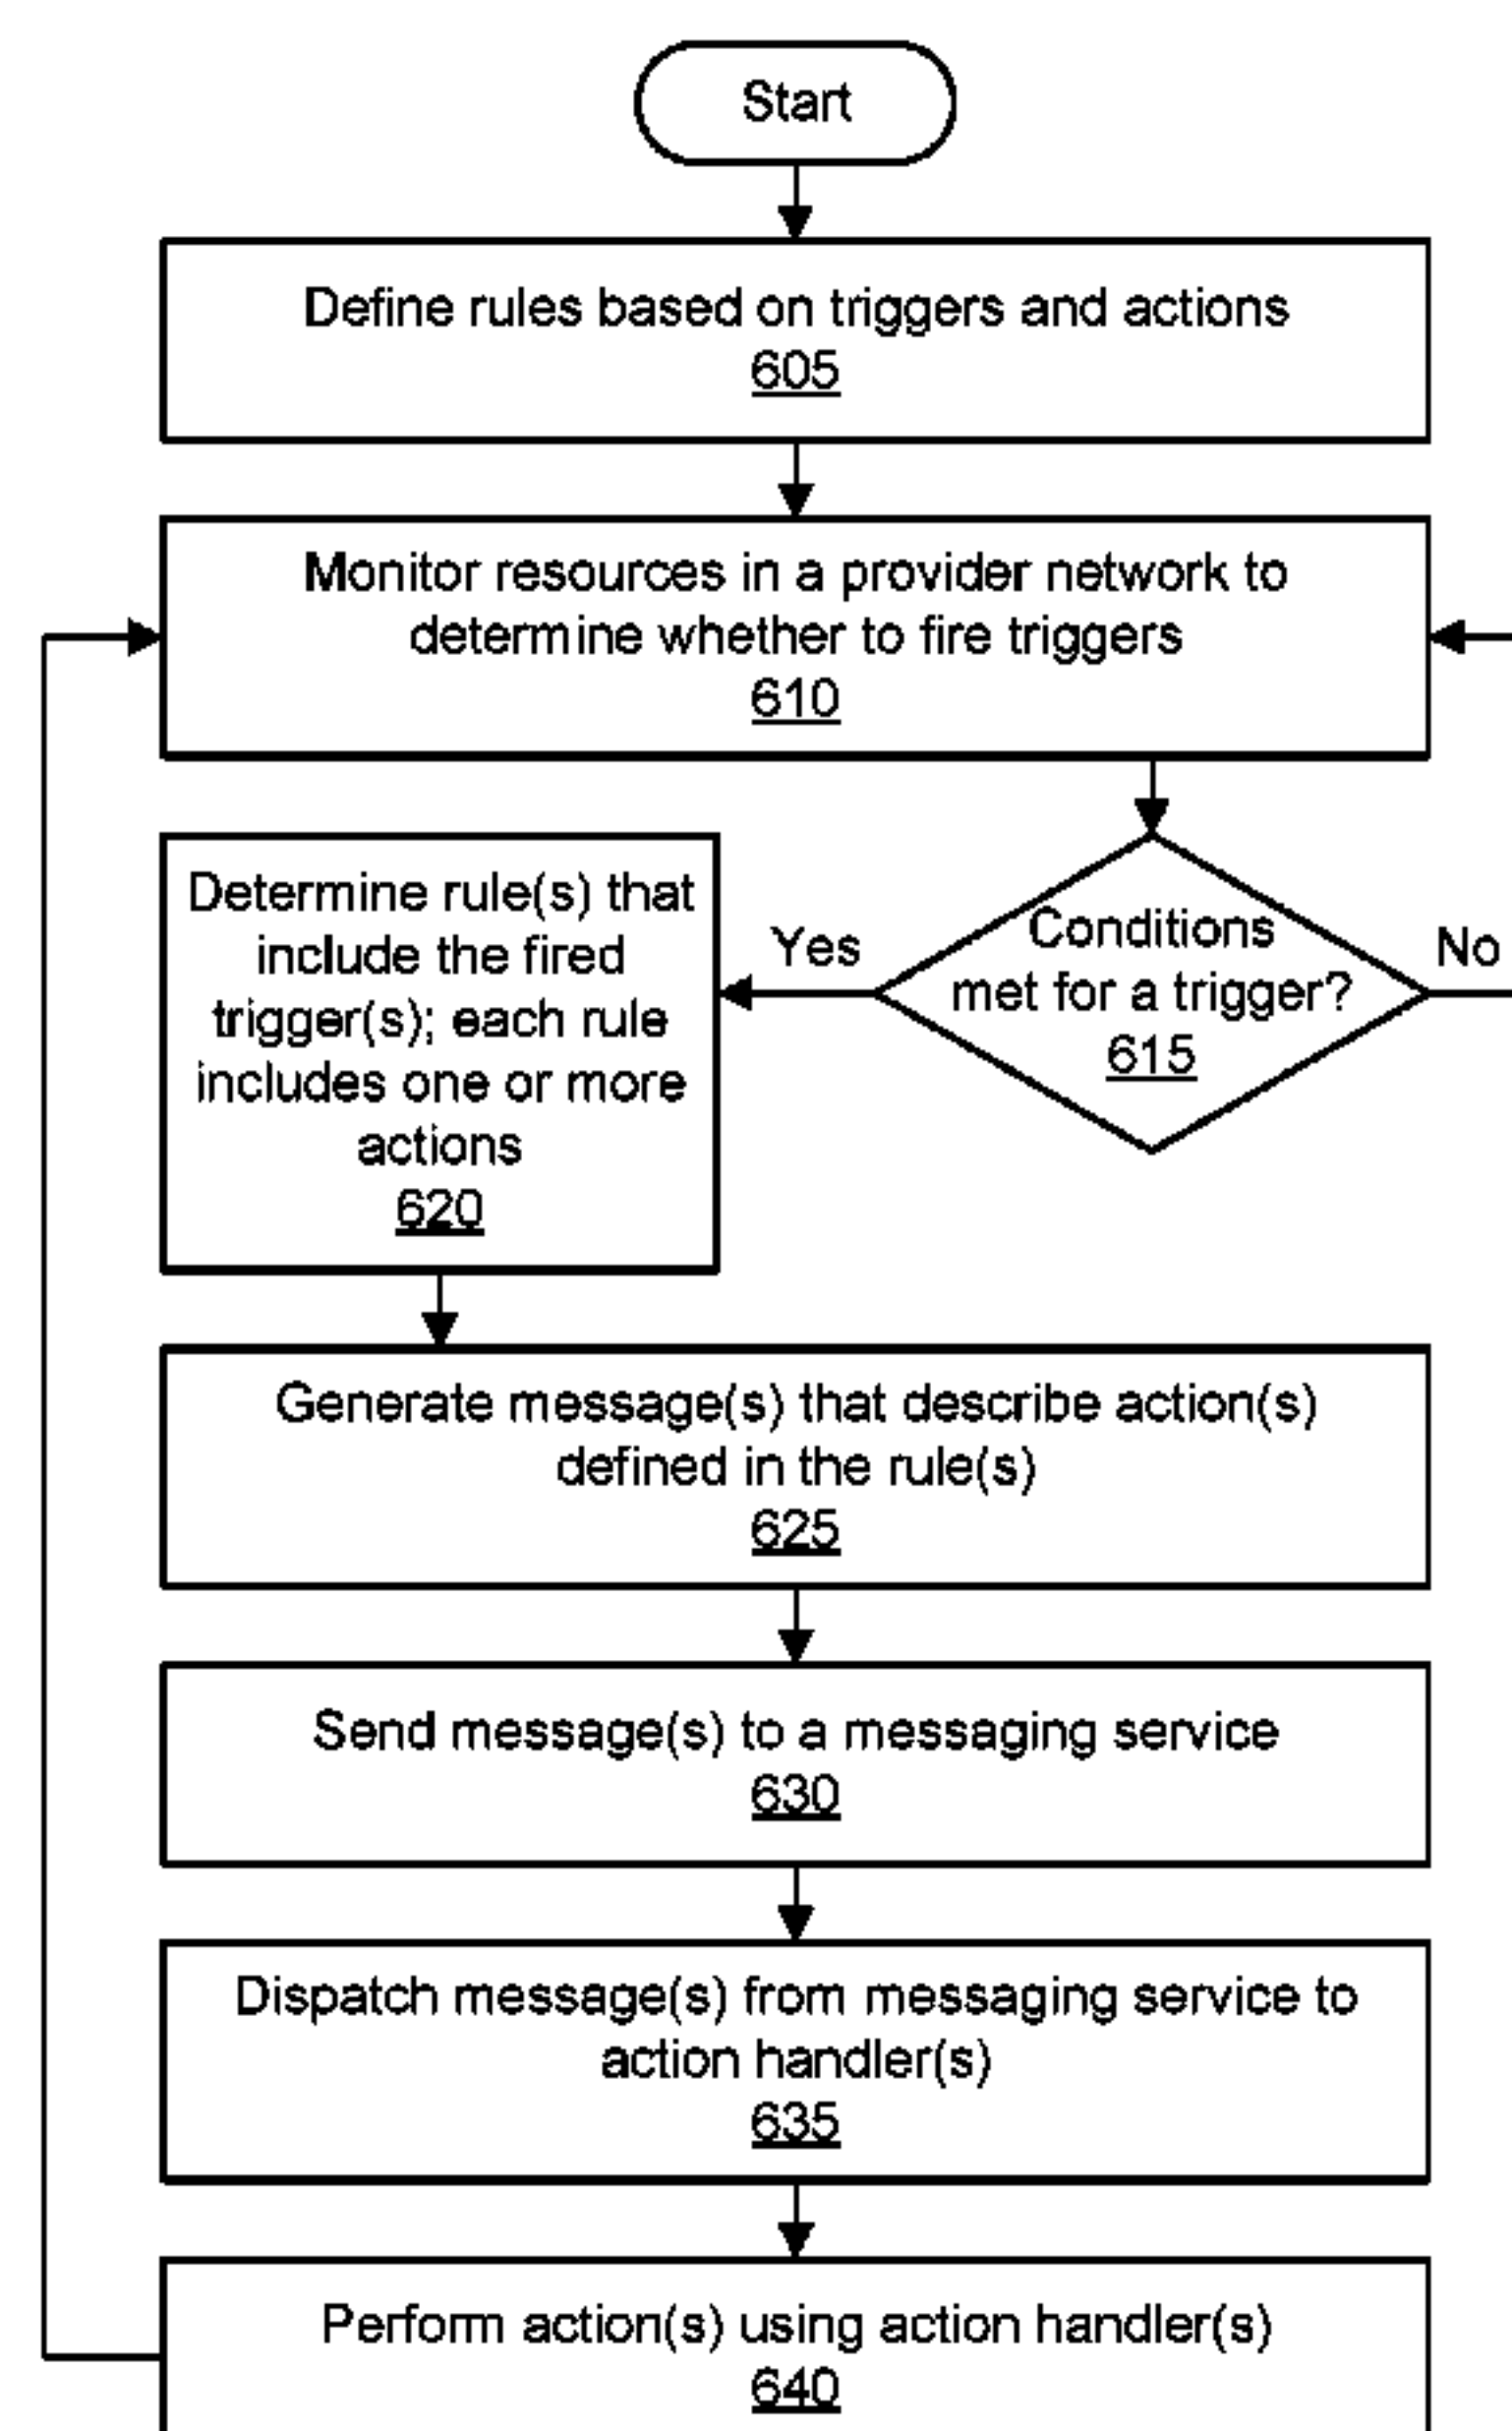 Start
Define rules based on triggers and actions
605
Monitor resources in a provider network to
determine whether to fire triggers
610
Conditions
met for a trigger?
615
Yes
No
Determine rule(s) that
include the fired
trigger(s); each rule
includes one or more
actions
620
Generate message(s) that describe action(s)
defined in the rule(s)
625
Send message(s) to a messaging service
630
Dispatch message(s) from messaging service to
action handler(s)
635
Perform action(s) using action handler(s)
640